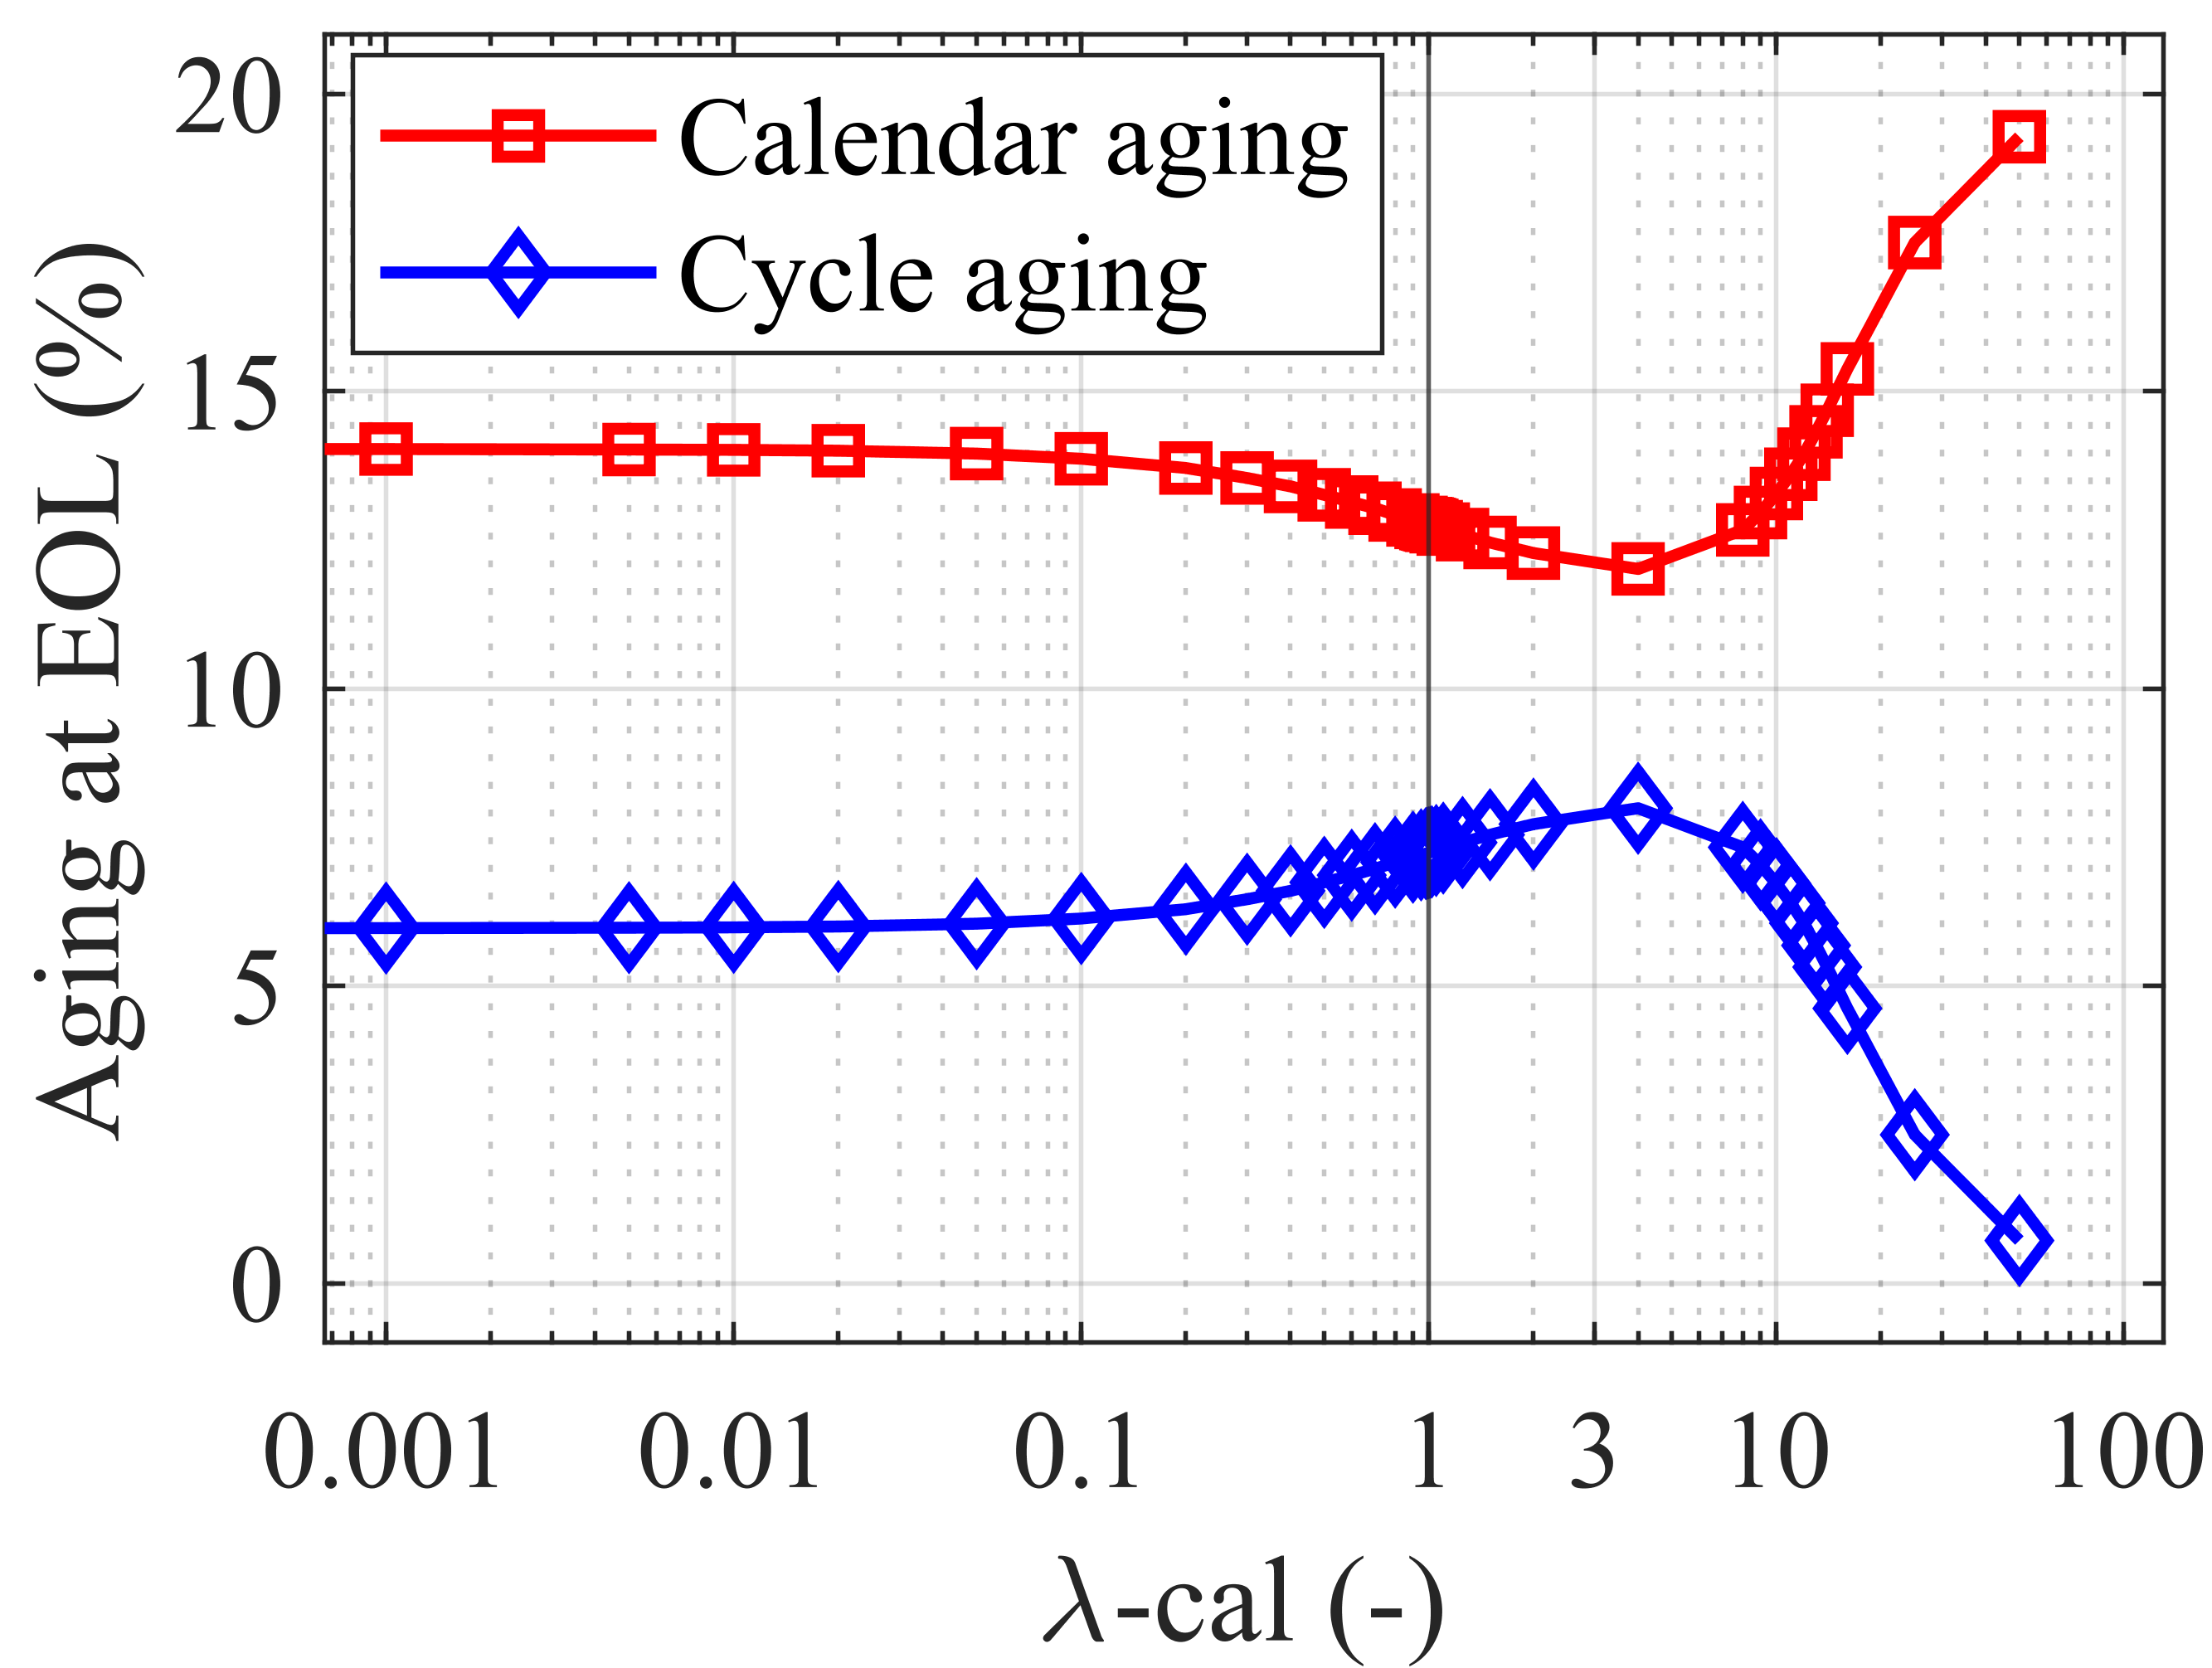 Aging at EOL (%)
20
15
10
5
0
Calendar aging
Cycle aging
0.001 0.01 0.1 1 3 10 100
λ-cal (-)